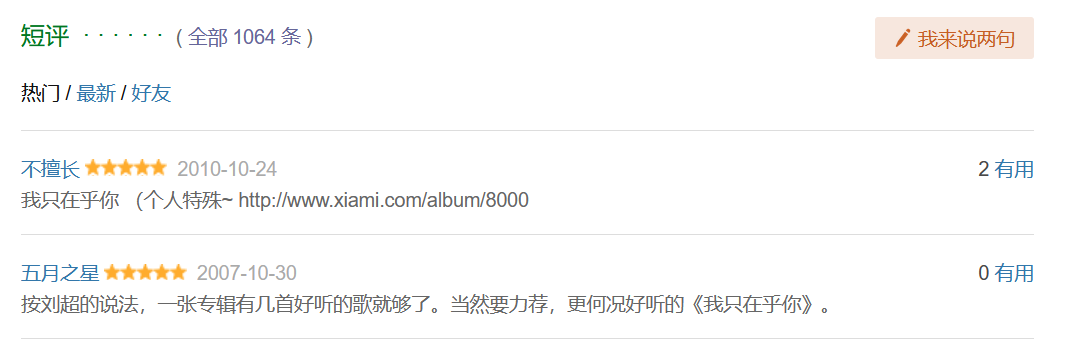 短评 · · · · · · ( 全部 1064 条 )
我来说两句
热门 / 最新 / 好友
不擅长 2010-10-24 2 有用
我只在乎你 （个人特殊~ http://www.xiami.com/album/8000
五月之星 2007-10-30 0 有用
按刘超的说法，一张专辑有几首好听的歌就够了。当然要力荐，更何况好听的《我只在乎你》。